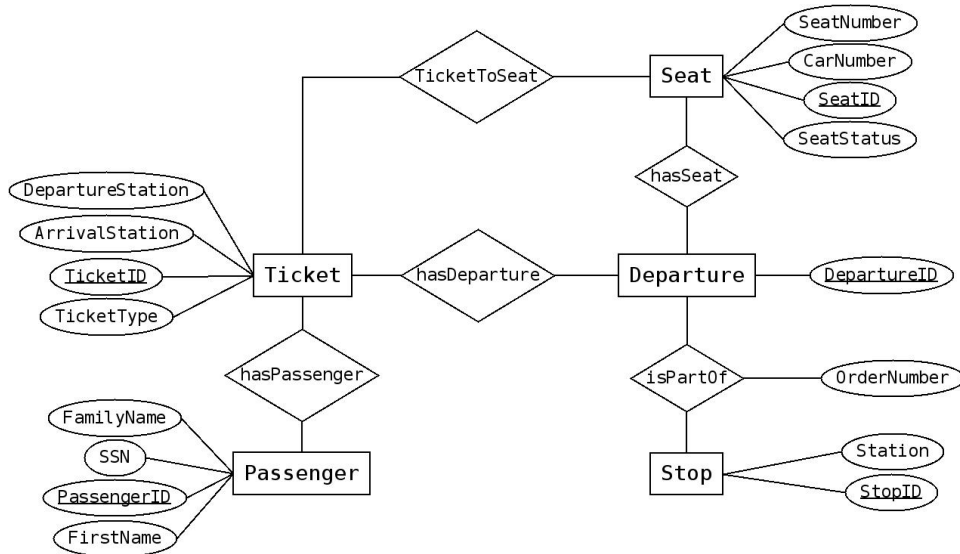 SeatNumber
TicketToSeat
Seat
CarNumber
SeatID
SeatStatus
hasSeat
DepartureStation
ArrivalStation
TicketID
TicketType
Ticket
hasDeparture
Departure
DepartureID
hasPassenger
isPartOf
OrderNumber
FamilyName
SSN
PassengerID
FirstName
Passenger
Stop
Station
StopID